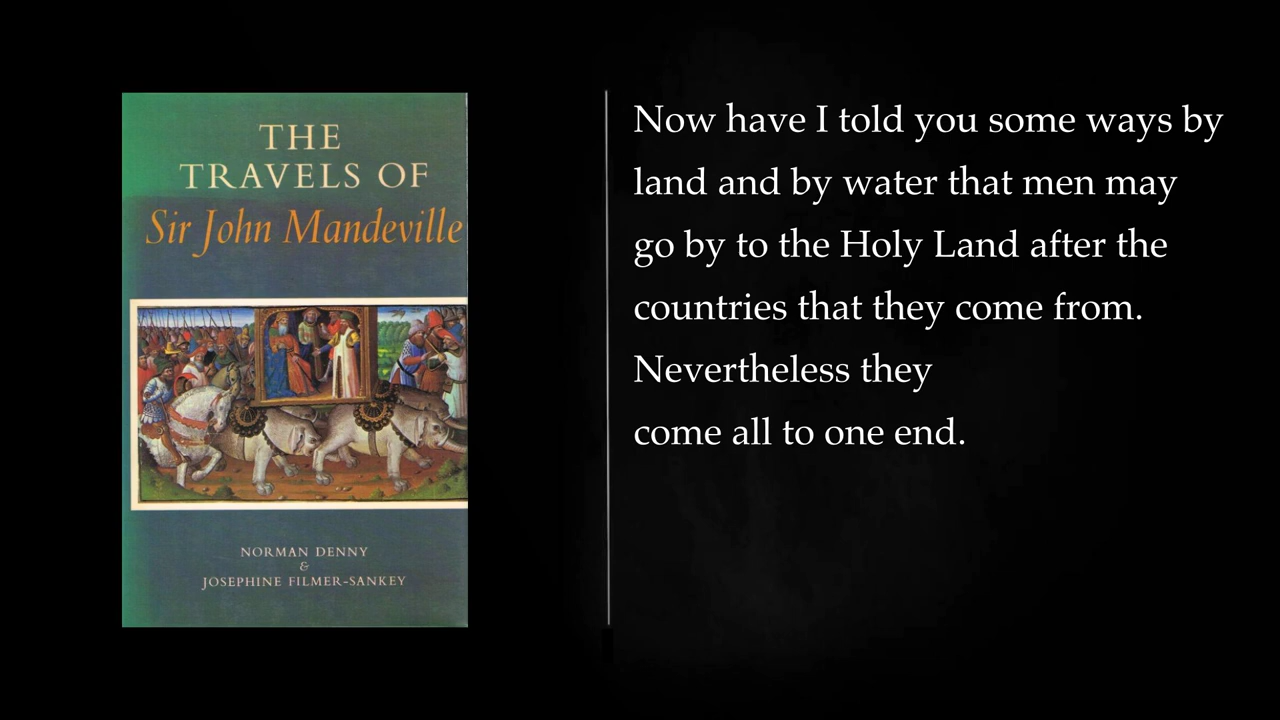 THE
TRAVELS OF
Sir John Mandeville
NORMAN DENNY
&
JOSEPHINE FILMER-SANKEY
Now have I told you some ways by
land and by water that men may
go by to the Holy Land after the
countries that they come from.
Nevertheless they
come all to one end.